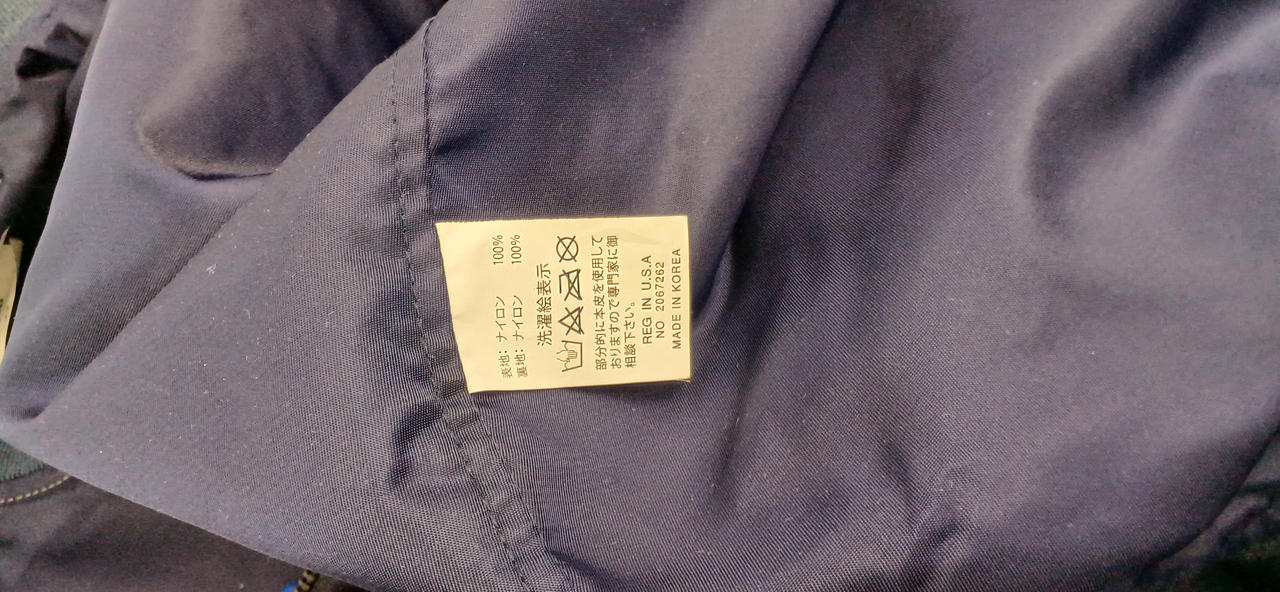 表地: ナイロン 100%
裏地: ナイロン 100%
洗濯絵表示
部分的に本皮を使用して
おりますので専門家に御
相談下さい。
REG IN U.S.A
NO 2067262
MADE IN KOREA